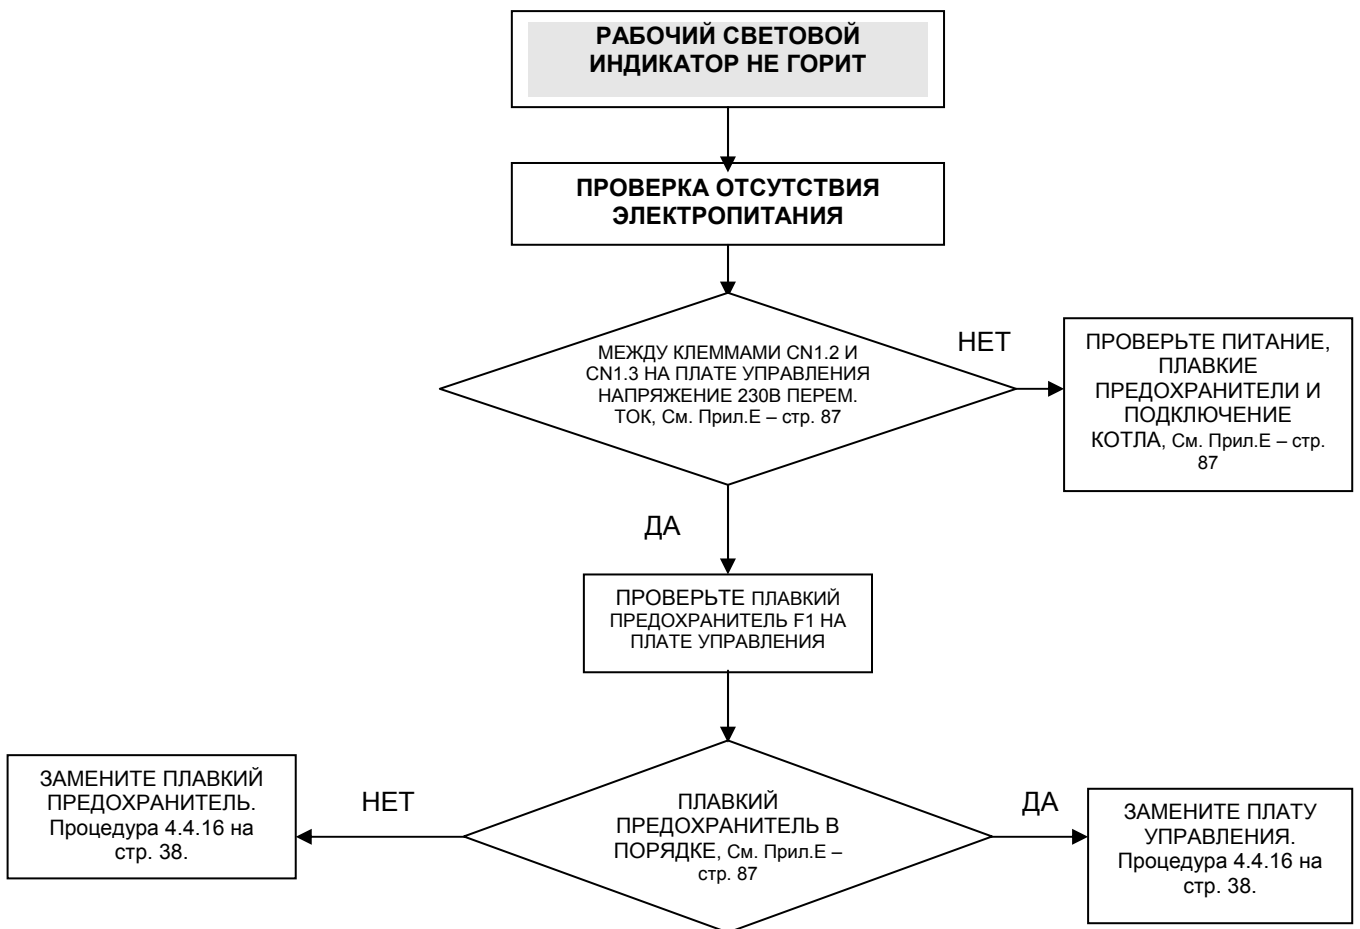 РАБОЧИЙ СВЕТОВОЙ
ИНДИКАТОР НЕ ГОРИТ
ПРОВЕРКА ОТСУТСТВИЯ
ЭЛЕКТРОПИТАНИЯ
МЕЖДУ КЛЕММАМИ CN1.2 И
CN1.3 НА ПЛАТЕ УПРАВЛЕНИЯ
НАПРЯЖЕНИЕ 230В ПЕРЕМ.
ТОК, См. Прил.Е – стр. 87
НЕТ
ПРОВЕРЬТЕ ПИТАНИЕ,
ПЛАВКИЕ
ПРЕДОХРАНИТЕЛИ И
ПОДКЛЮЧЕНИЕ
КОТЛА, См. Прил.Е – стр.
87
ДА
ПРОВЕРЬТЕ ПЛАВКИЙ
ПРЕДОХРАНИТЕЛЬ F1 НА
ПЛАТЕ УПРАВЛЕНИЯ
ЗАМЕНИТЕ ПЛАВКИЙ
ПРЕДОХРАНИТЕЛЬ.
Процедура 4.4.16 на
стр. 38.
НЕТ
ПЛАВКИЙ
ПРЕДОХРАНИТЕЛЬ В
ПОРЯДКЕ, См. Прил.Е –
стр. 87
ДА
ЗАМЕНИТЕ ПЛАТУ
УПРАВЛЕНИЯ.
Процедура 4.4.16 на
стр. 38.